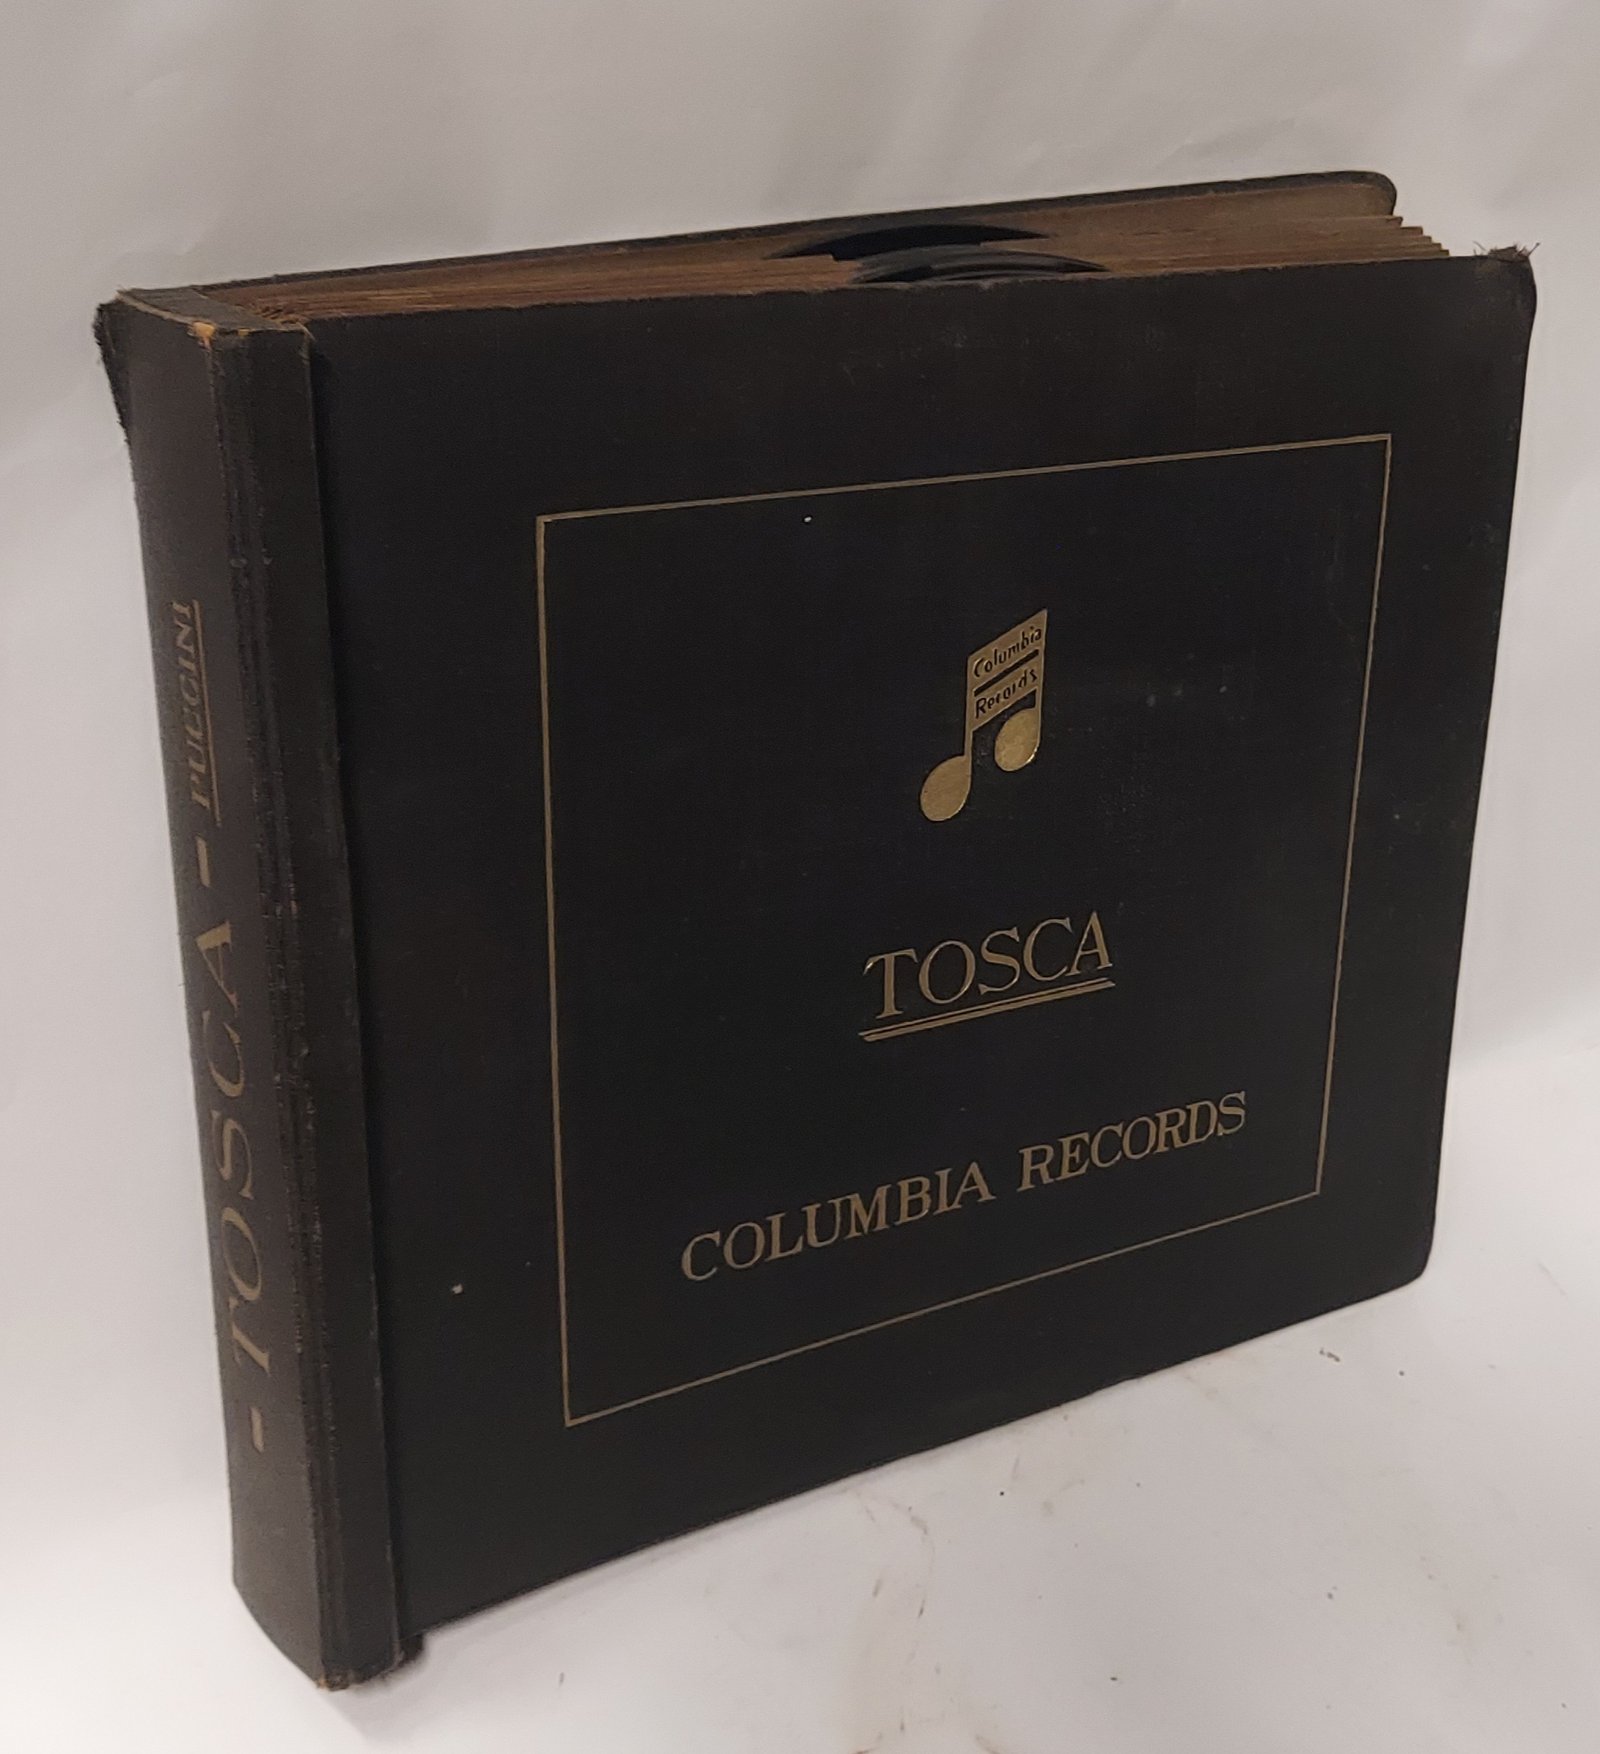 - TOSCA - PUCCINI
Columbia
Records
TOSCA
COLUMBIA RECORDS